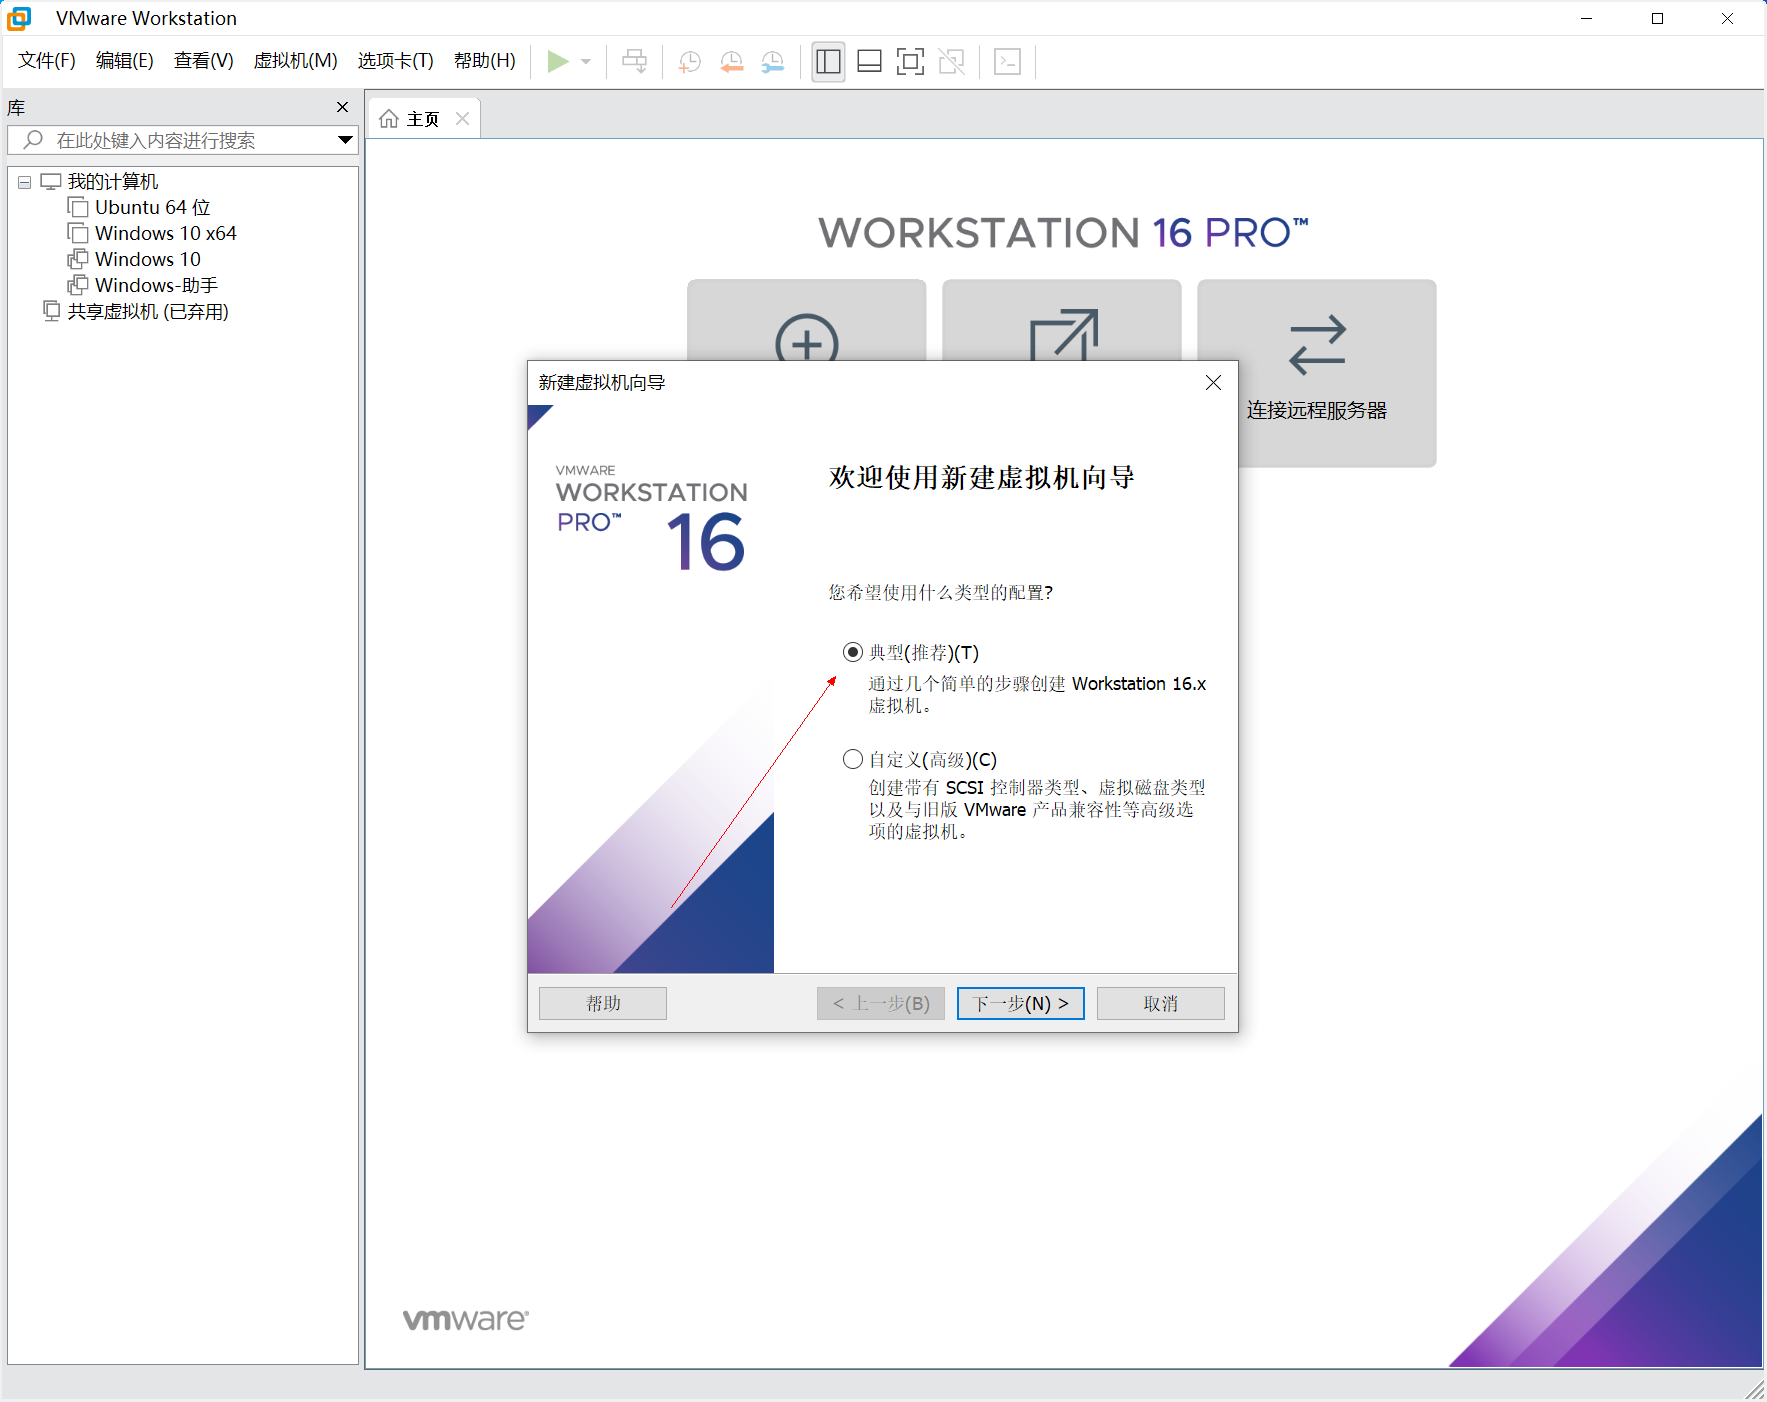 VMware Workstation
文件(F) 编辑(E) 查看(V) 虚拟机(M) 选项卡(T) 帮助(H)
库
在此处键入内容进行搜索
我的计算机
Ubuntu 64 位
Windows 10 x64
Windows 10
Windows-助手
共享虚拟机 (已弃用)
主页
WORKSTATION 16 PRO™
连接远程服务器
新建虚拟机向导
VMWARE
WORKSTATION
PRO™ 16
欢迎使用新建虚拟机向导
您希望使用什么类型的配置?
典型(推荐)(T)
通过几个简单的步骤创建 Workstation 16.x
虚拟机。
自定义(高级)(C)
创建带有 SCSI 控制器类型、虚拟磁盘类型
以及与旧版 VMware 产品兼容性等高级选
项的虚拟机。
帮助 < 上一步(B) 下一步(N) > 取消
vmware®